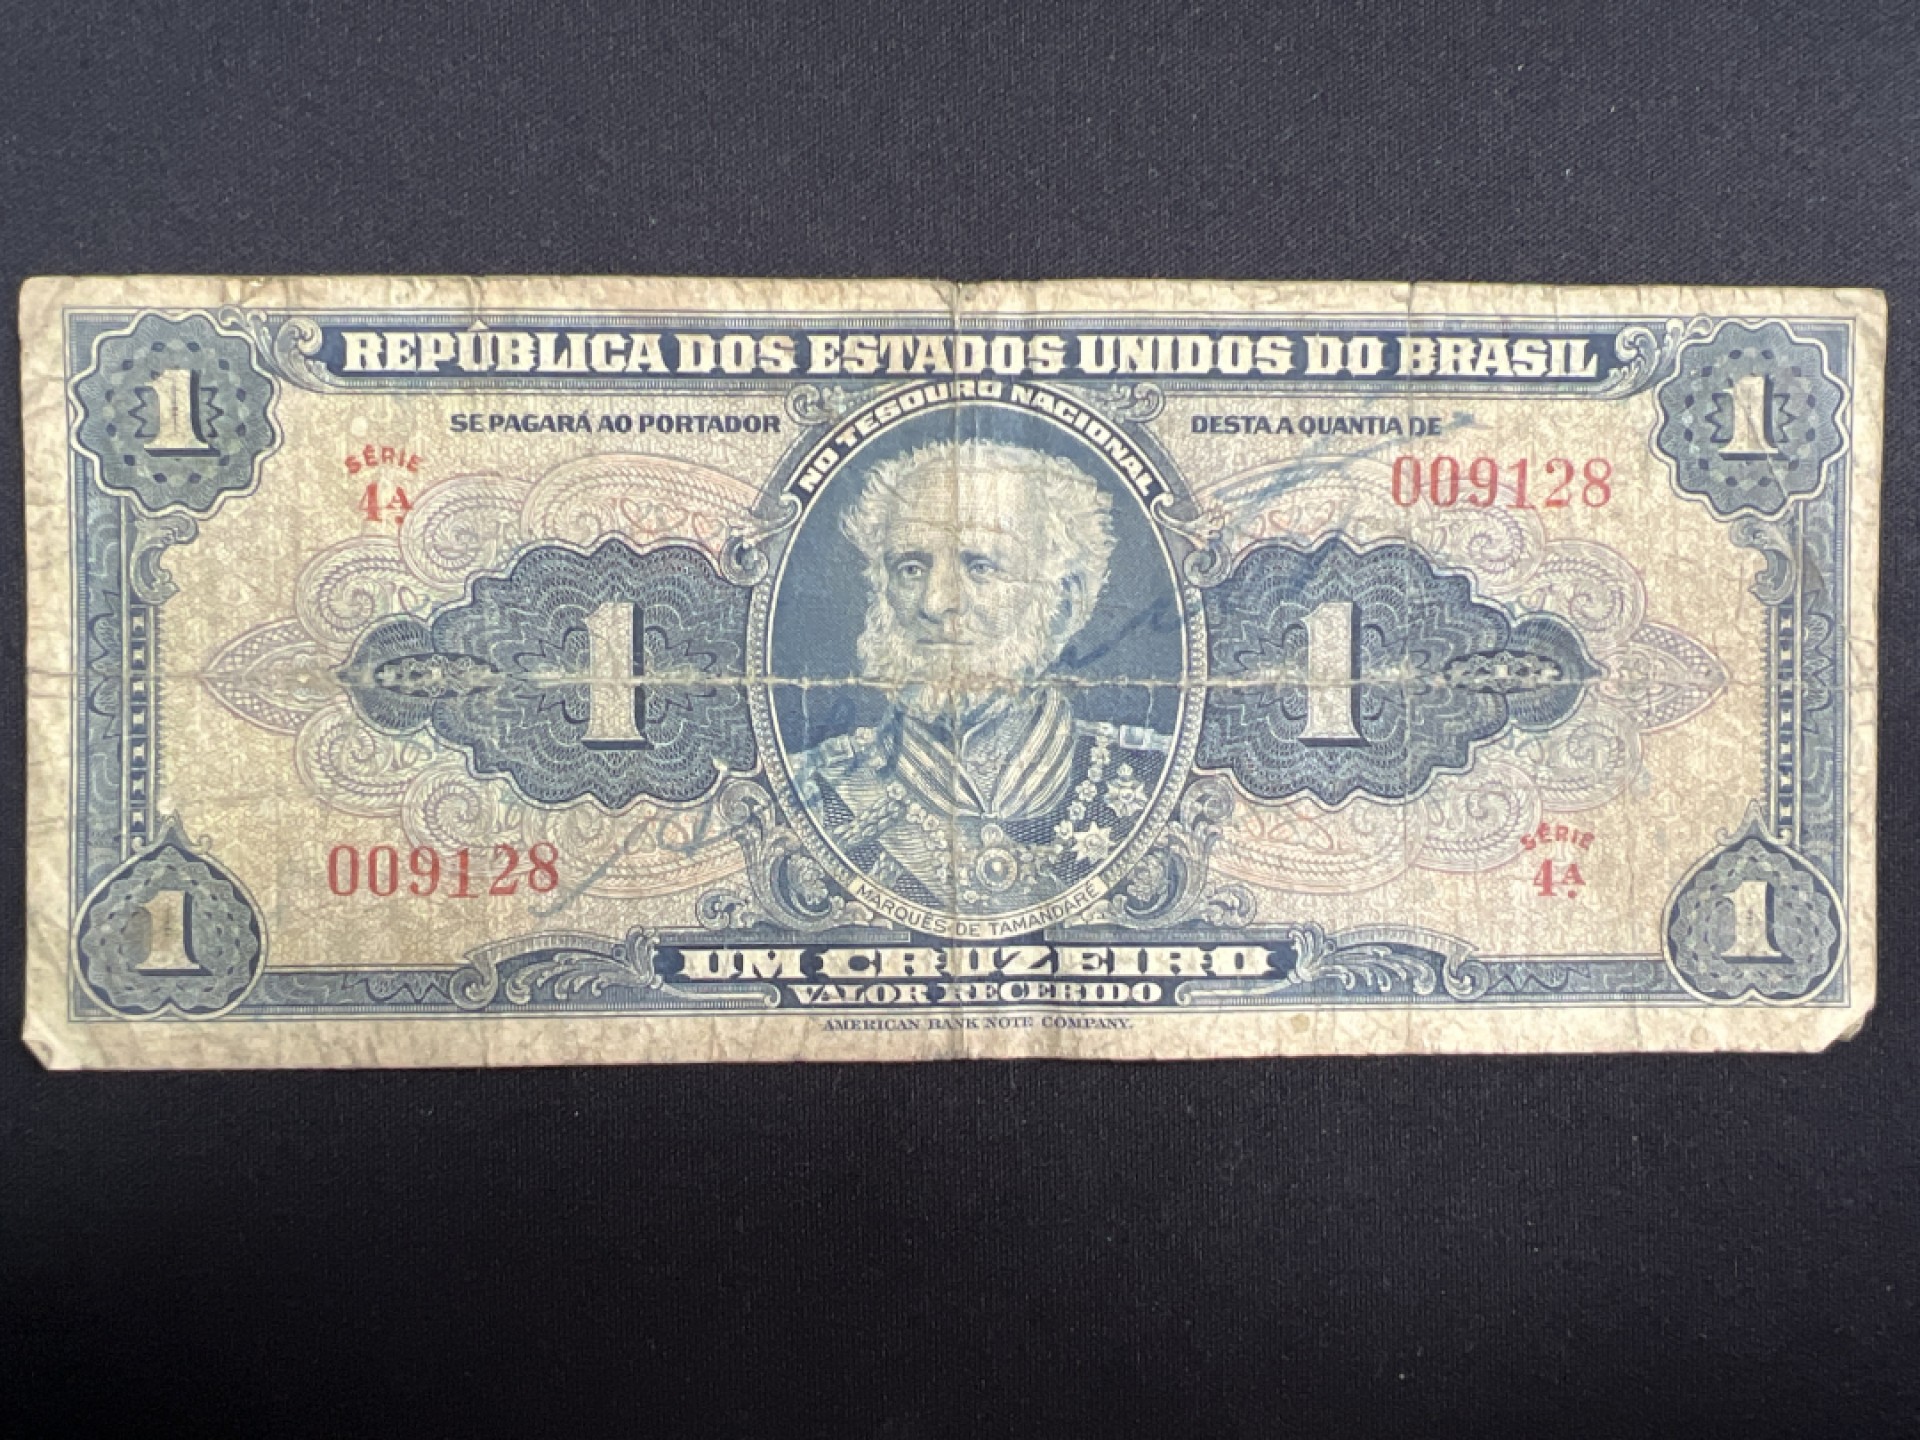 REPÚBLICA DOS ESTADOS UNIDOS DO BRASIL
1 1
NO TESOURO NACIONAL
SE PAGARÁ AO PORTADOR DESTA A QUANTIA DE
SÉRIE
4A.
009128
1 1
009128
SÉRIE
4A.
MARQUÊS DE TAMANDARÉ
1 1
UM CRUZEIRO
VALOR RECEBIDO
AMERICAN BANK NOTE COMPANY.